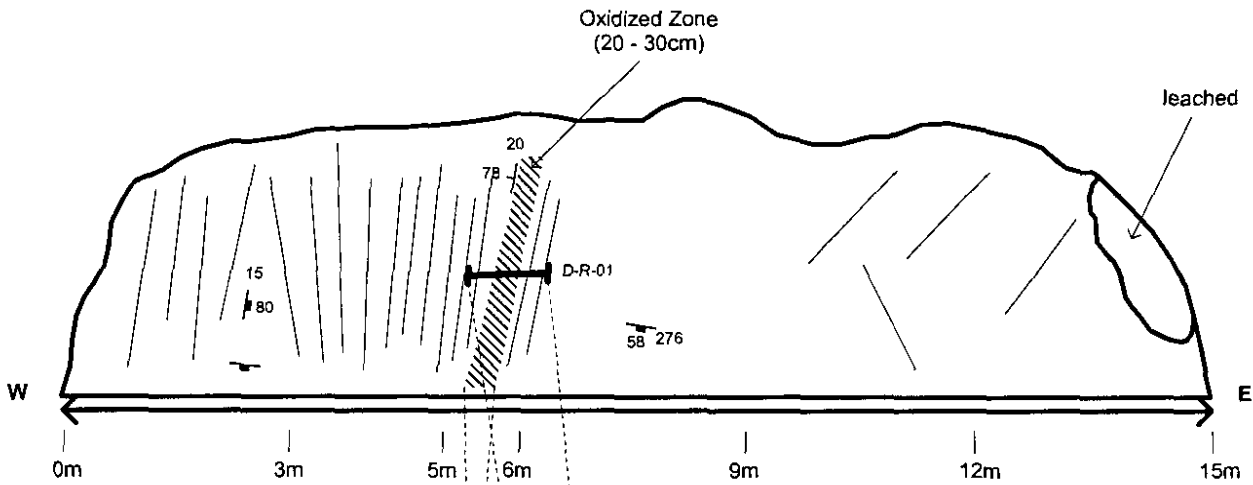 Oxidized Zone
(20 - 30cm)
leached
20
78
D-R-01
15
80
58 276
W
E
0m
3m
5m
6m
9m
12m
15m